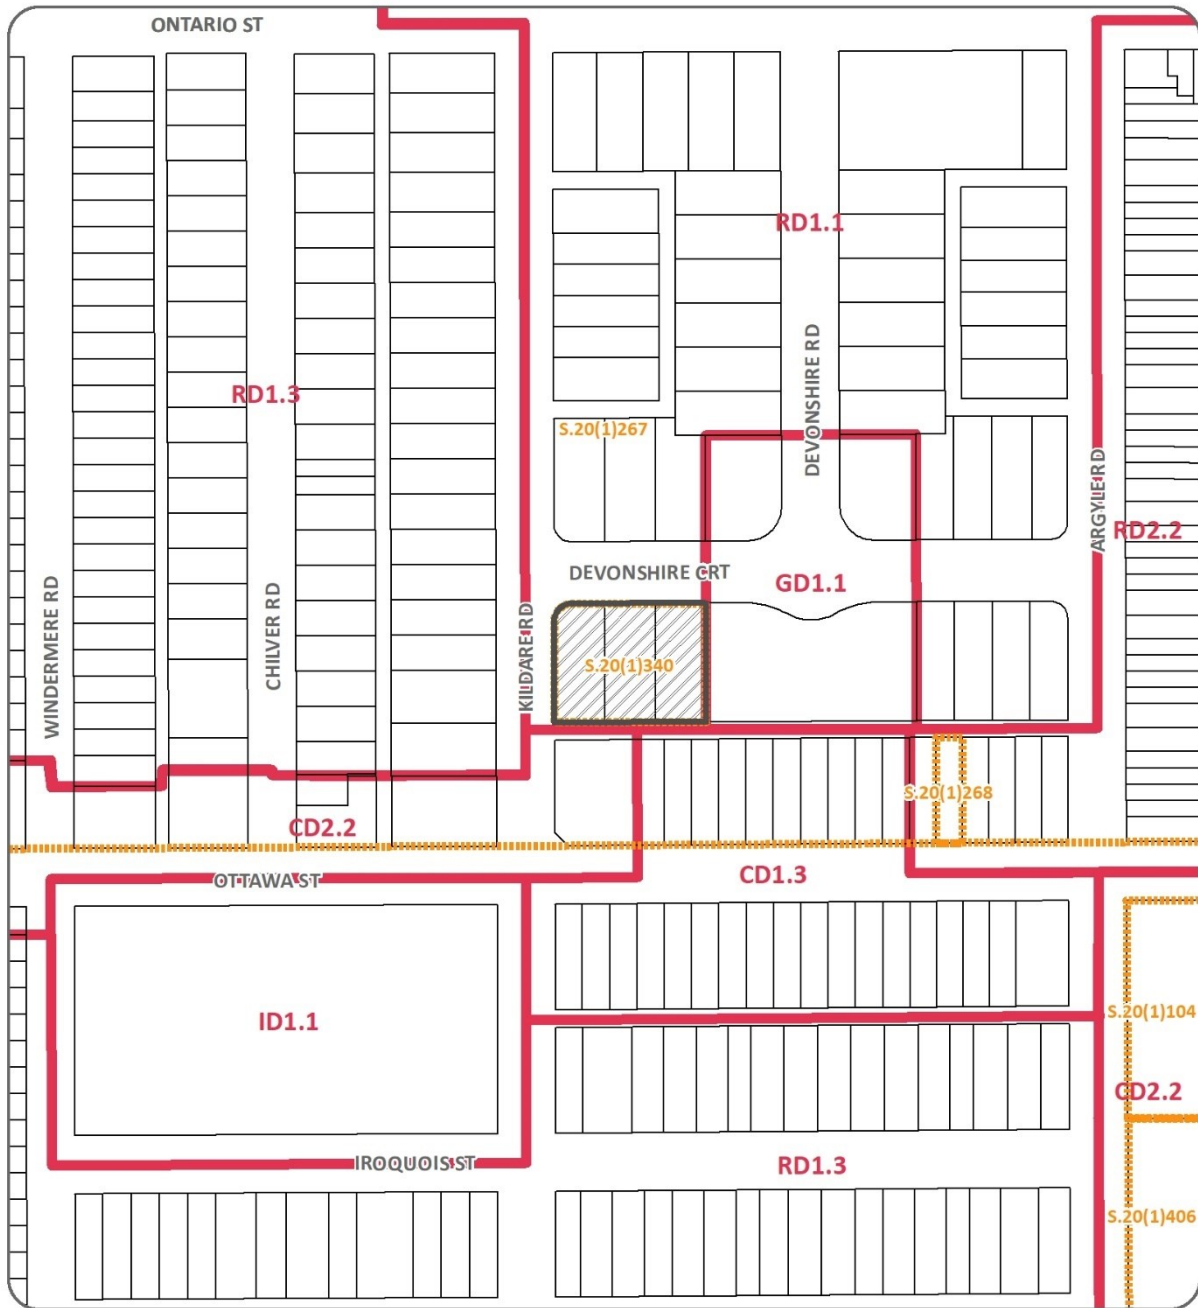 ONTARIO ST
RD1.1
DEVONSHIRE RD
RD1.3
S.20(1)267
ARGYLE RD
RD2.2
DEVONSHIRE CRT
GD1.1
WINDERMERE RD
CHILVER RD
KILDARE RD
S.20(1)340
S.20(1)268
CD2.2
OTTAWA ST
CD1.3
ID1.1
S.20(1)104
CD2.2
IROQUOIS ST
RD1.3
S.20(1)406